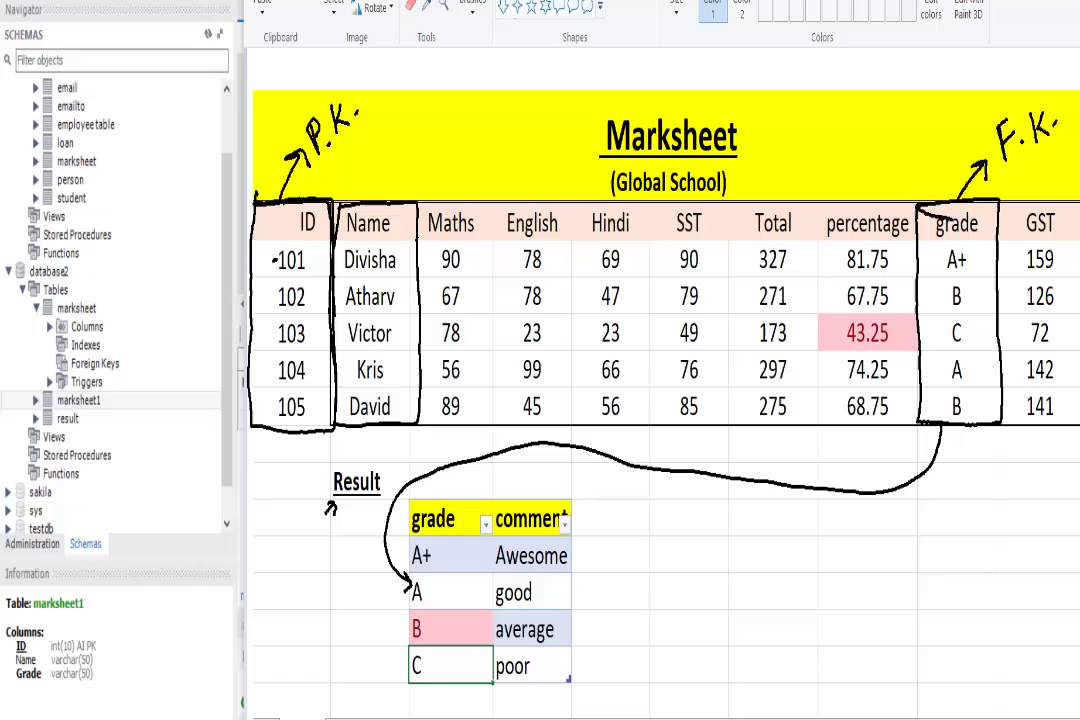 Navigator
Paste
Select
Rotate
Brushes
Size
Color 1
Color 2
Edit colors
Edit with Paint 3D
Clipboard
Image
Tools
Shapes
Colors
SCHEMAS
Filter objects
email
emailto
employeetable
loan
marksheet
person
student
Views
Stored Procedures
Functions
database2
Tables
marksheet
Columns
Indexes
Foreign Keys
Triggers
marksheet1
result
Views
Stored Procedures
Functions
sakila
sys
testdb
Administration Schemas
Information
Table: marksheet1
Columns:
ID int(10) AI PK
Name varchar(50)
Grade varchar(50)
P.K.
F.K.
Marksheet
(Global School)
ID Name Maths English Hindi SST Total percentage grade GST
101 Divisha 90 78 69 90 327 81.75 A+ 159
102 Atharv 67 78 47 79 271 67.75 B 126
103 Victor 78 23 23 49 173 43.25 C 72
104 Kris 56 99 66 76 297 74.25 A 142
105 David 89 45 56 85 275 68.75 B 141
Result
grade comment
A+ Awesome
A good
B average
C poor